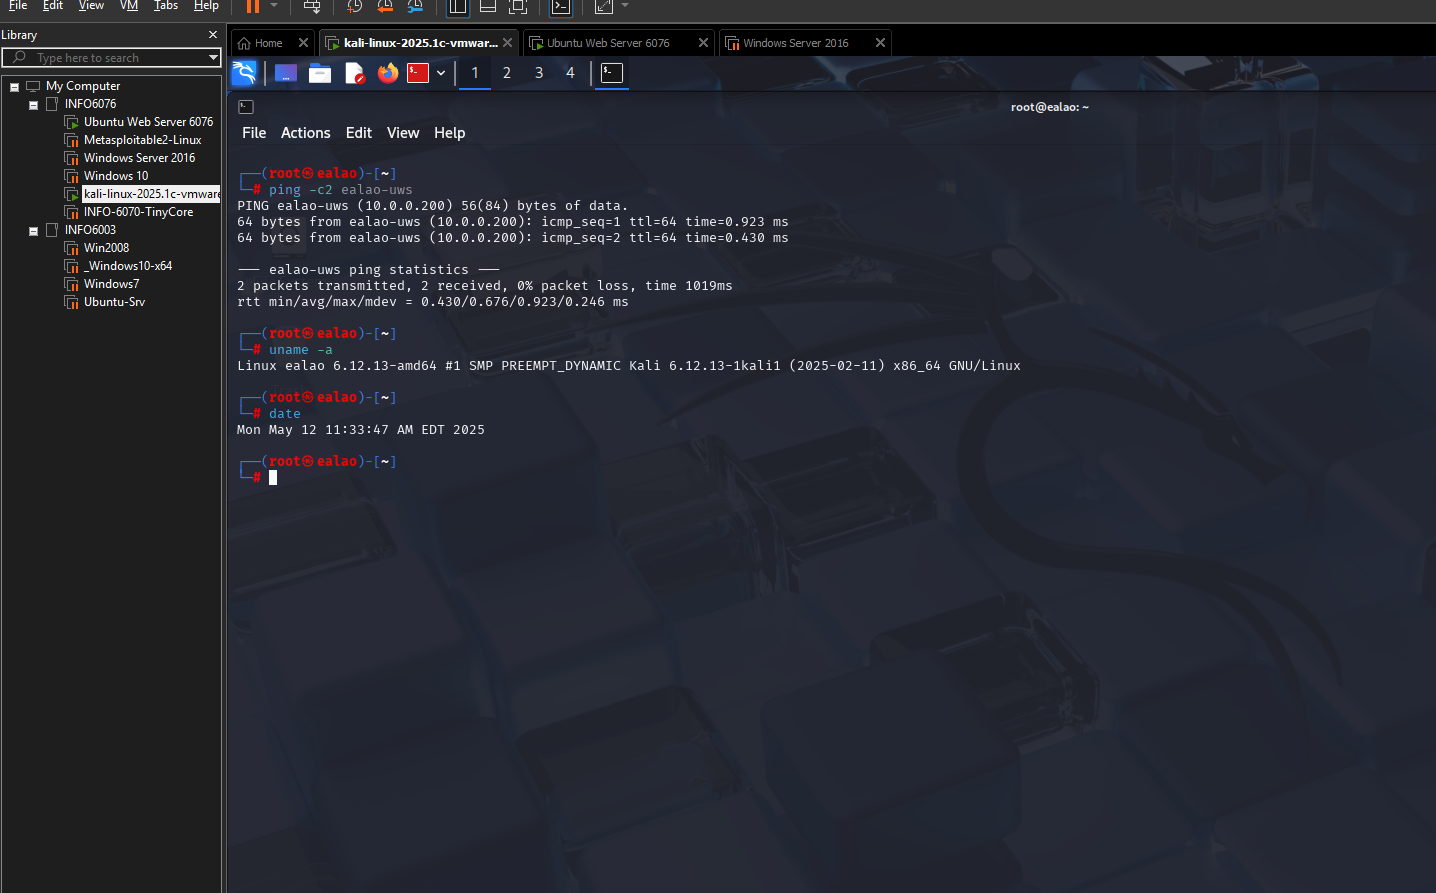 File Edit View VM Tabs Help
Library
Type here to search
My Computer
INFO6076
Ubuntu Web Server 6076
Metasploitable2-Linux
Windows Server 2016
Windows 10
kali-linux-2025.1c-vmware
INFO-6070-TinyCore
INFO6003
Win2008
_Windows10-x64
Windows7
Ubuntu-Srv
Home kali-linux-2025.1c-vmwar... Ubuntu Web Server 6076 Windows Server 2016
1 2 3 4
root@ealao: ~
File Actions Edit View Help
┌──(root㉿ealao)-[~]
└─# ping -c2 ealao-uws
PING ealao-uws (10.0.0.200) 56(84) bytes of data.
64 bytes from ealao-uws (10.0.0.200): icmp_seq=1 ttl=64 time=0.923 ms
64 bytes from ealao-uws (10.0.0.200): icmp_seq=2 ttl=64 time=0.430 ms
--- ealao-uws ping statistics ---
2 packets transmitted, 2 received, 0% packet loss, time 1019ms
rtt min/avg/max/mdev = 0.430/0.676/0.923/0.246 ms
┌──(root㉿ealao)-[~]
└─# uname -a
Linux ealao 6.12.13-amd64 #1 SMP PREEMPT_DYNAMIC Kali 6.12.13-1kali1 (2025-02-11) x86_64 GNU/Linux
┌──(root㉿ealao)-[~]
└─# date
Mon May 12 11:33:47 AM EDT 2025
┌──(root㉿ealao)-[~]
└─#